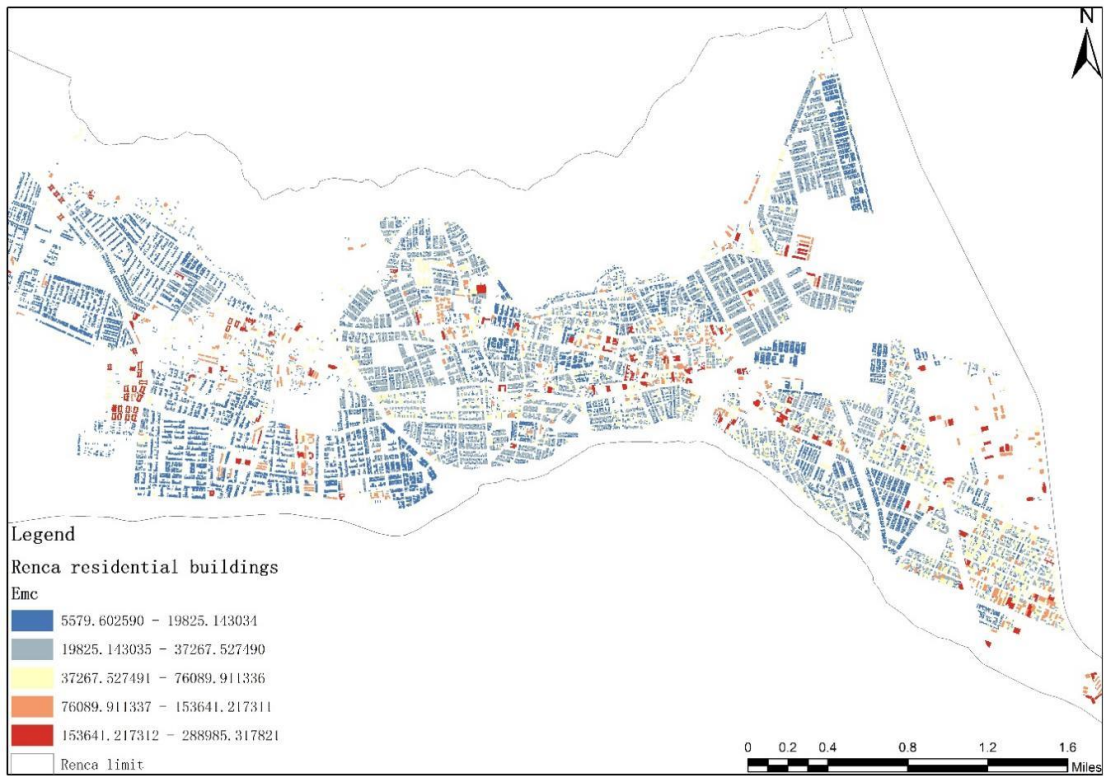 N
Legend
Renca residential buildings
Emc
5579.602590 - 19825.143034
19825.143035 - 37267.527490
37267.527491 - 76089.911336
76089.911337 - 153641.217311
153641.217312 - 288985.317821
Renca limit
0 0.2 0.4 0.8 1.2 1.6
Miles